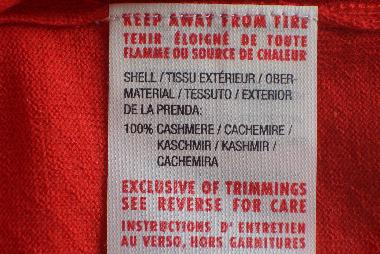 KEEP AWAY FROM FIRE
TENIR ÉLOIGNÉ DE TOUTE
FLAMME OU SOURCE DE CHALEUR
SHELL / TISSU EXTÉRIEUR / OBER-
MATERIAL / TESSUTO / EXTERIOR
DE LA PRENDA:
100% CASHMERE / CACHEMIRE /
KASCHMIR / KASHMIR /
CACHEMIRA
EXCLUSIVE OF TRIMMINGS
SEE REVERSE FOR CARE
INSTRUCTIONS D'ENTRETIEN
AU VERSO, HORS GARNITURES